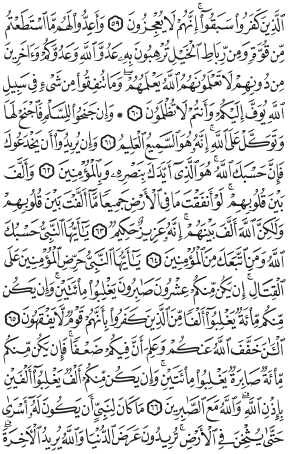 ٱلَّذِينَ كَفَرُوا۟ سَبَقُوٓا۟ ۚ إِنَّهُمْ لَا يُعْجِزُونَ ٥٩ وَأَعِدُّوا۟ لَهُم مَّا ٱسْتَطَعْتُم
مِّن قُوَّةٍ وَمِن رِّبَاطِ ٱلْخَيْلِ تُرْهِبُونَ بِهِۦ عَدُوَّ ٱللَّهِ وَعَدُوَّكُمْ وَءَاخَرِينَ
مِن دُونِهِمْ لَا تَعْلَمُونَهُمُ ٱللَّهُ يَعْلَمُهُمْ ۚ وَمَا تُنفِقُوا۟ مِن شَىْءٍ فِى سَبِيلِ
ٱللَّهِ يُوَفَّ إِلَيْكُمْ وَأَنتُمْ لَا تُظْلَمُونَ ٦٠ ۞ وَإِن جَنَحُوا۟ لِلسَّلْمِ فَٱجْنَحْ لَهَا
وَتَوَكَّلْ عَلَى ٱللَّهِ ۚ إِنَّهُۥ هُوَ ٱلسَّمِيعُ ٱلْعَلِيمُ ٦١ وَإِن يُرِيدُوٓا۟ أَن يَخْدَعُوكَ
فَإِنَّ حَسْبَكَ ٱللَّهُ ۚ هُوَ ٱلَّذِىٓ أَيَّدَكَ بِنَصْرِهِۦ وَبِٱلْمُؤْمِنِينَ ٦٢ وَأَلَّفَ
بَيْنَ قُلُوبِهِمْ ۚ لَوْ أَنفَقْتَ مَا فِى ٱلْأَرْضِ جَمِيعًا مَّآ أَلَّفْتَ بَيْنَ قُلُوبِهِمْ
وَلَٰكِنَّ ٱللَّهَ أَلَّفَ بَيْنَهُمْ ۚ إِنَّهُۥ عَزِيزٌ حَكِيمٌ ٦٣ يَٰٓأَيُّهَا ٱلنَّبِىُّ حَسْبُكَ
ٱللَّهُ وَمَنِ ٱتَّبَعَكَ مِنَ ٱلْمُؤْمِنِينَ ٦٤ يَٰٓأَيُّهَا ٱلنَّبِىُّ حَرِّضِ ٱلْمُؤْمِنِينَ عَلَى
ٱلْقِتَالِ ۚ إِن يَكُن مِّنكُمْ عِشْرُونَ صَٰبِرُونَ يَغْلِبُوا۟ مِا۟ئَتَيْنِ ۚ وَإِن يَكُن
مِّنكُم مِّا۟ئَةٌ يَغْلِبُوٓا۟ أَلْفًا مِّنَ ٱلَّذِينَ كَفَرُوا۟ بِأَنَّهُمْ قَوْمٌ لَّا يَفْقَهُونَ ٦٥
ٱلْـَٰٔنَ خَفَّفَ ٱللَّهُ عَنكُمْ وَعَلِمَ أَنَّ فِيكُمْ ضَعْفًا ۚ فَإِن يَكُن مِّنكُم
مِّا۟ئَةٌ صَابِرَةٌ يَغْلِبُوا۟ مِا۟ئَتَيْنِ ۚ وَإِن يَكُن مِّنكُمْ أَلْفٌ يَغْلِبُوٓا۟ أَلْفَيْنِ
بِإِذْنِ ٱللَّهِ ۗ وَٱللَّهُ مَعَ ٱلصَّٰبِرِينَ ٦٦ مَا كَانَ لِنَبِىٍّ أَن يَكُونَ لَهُۥٓ أَسْرَىٰ
حَتَّىٰ يُثْخِنَ فِى ٱلْأَرْضِ ۚ تُرِيدُونَ عَرَضَ ٱلدُّنْيَا وَٱللَّهُ يُرِيدُ ٱلْءَاخِرَةَ ۗ